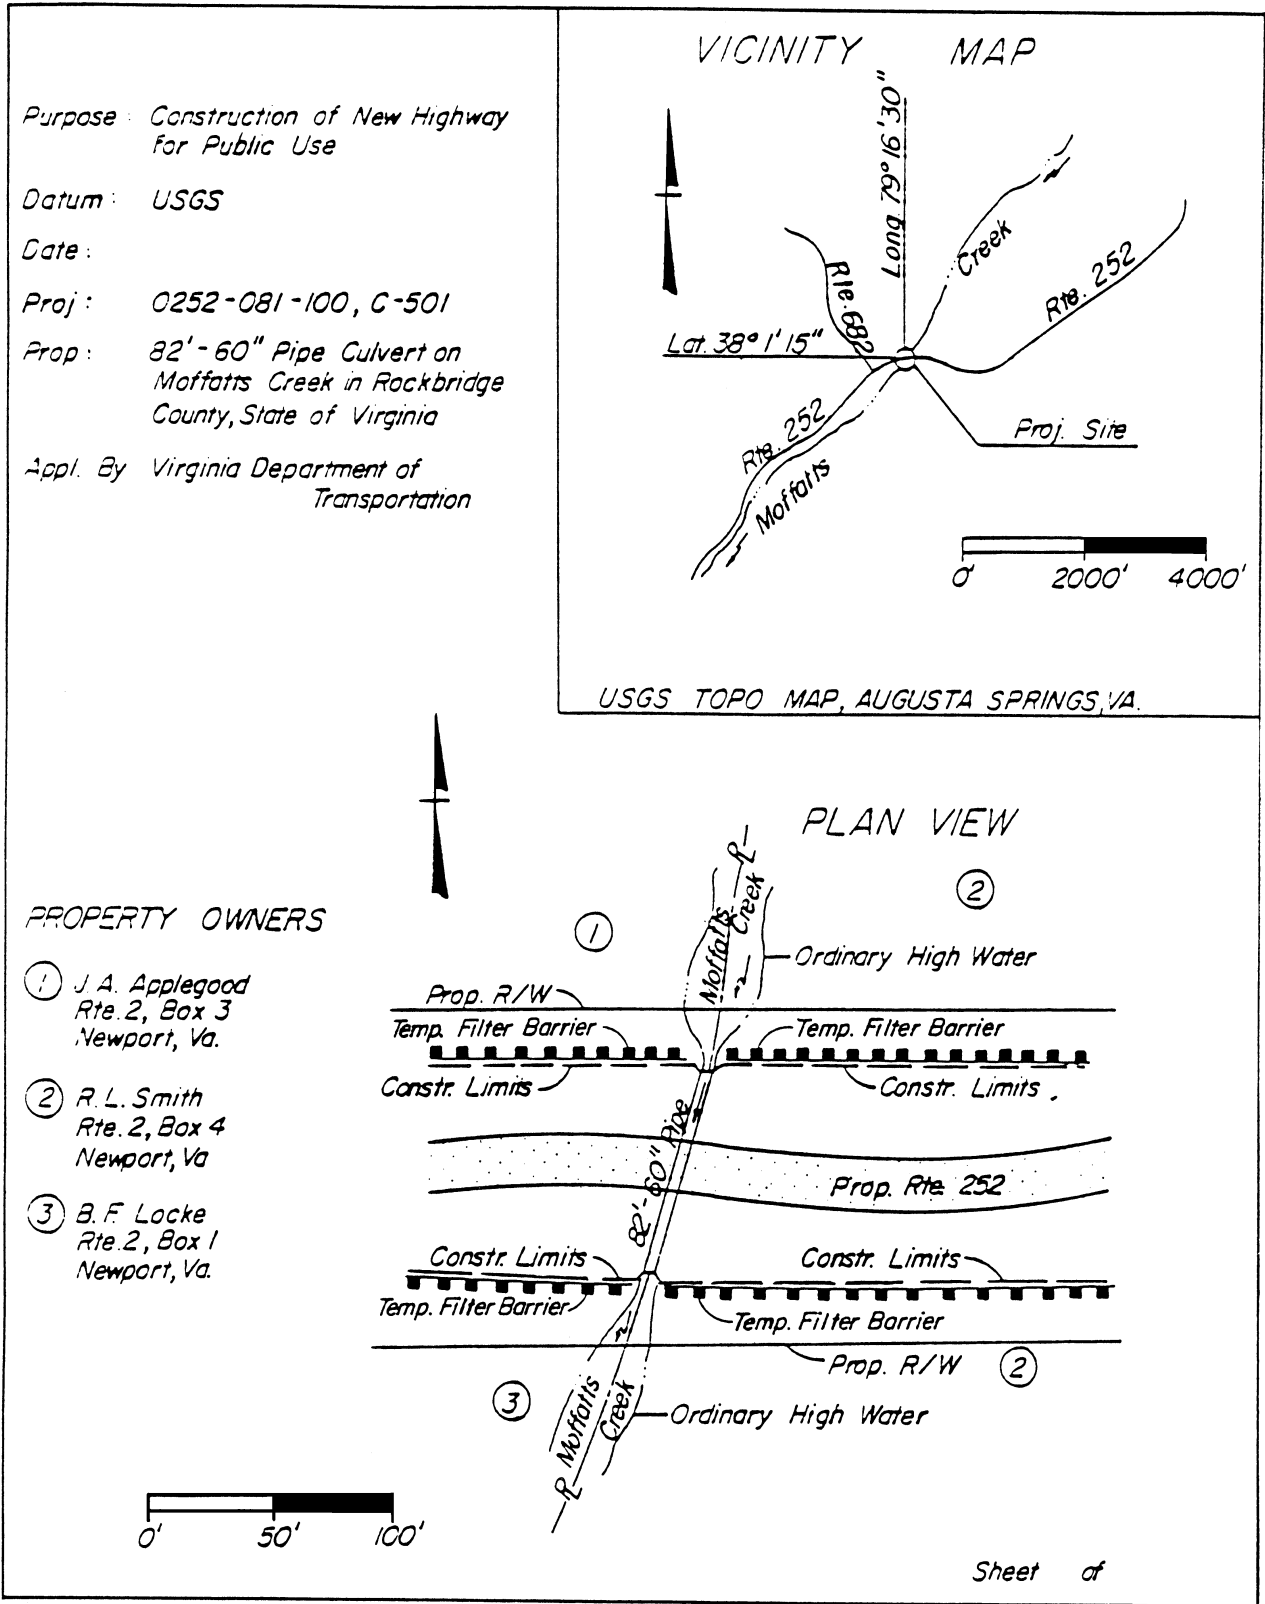 Purpose : Construction of New Highway
for Public Use
Datum : USGS
Date :
Proj : 0252-081-100, C-501
Prop : 82'-60" Pipe Culvert on
Moffatts Creek in Rockbridge
County, State of Virginia
Appl. By Virginia Department of
Transportation
VICINITY MAP
Long. 79° 16' 30"
Creek
Rte. 252
Rte. 682
Lat. 38° 1' 15"
Rte. 252
Moffatts
Proj. Site
0' 2000' 4000'
USGS TOPO MAP, AUGUSTA SPRINGS, VA.
PLAN VIEW
PROPERTY OWNERS
1 J. A. Applegood
Rte. 2, Box 3
Newport, Va.
2 R. L. Smith
Rte. 2, Box 4
Newport, Va
3 B. F. Locke
Rte. 2, Box 1
Newport, Va.
1
2
Moffatts
Creek
Ordinary High Water
Prop. R/W
Temp. Filter Barrier
Temp. Filter Barrier
Constr. Limits
Constr. Limits
82'-60" Pipe
Prop. Rte 252
Constr. Limits
Constr. Limits
Temp. Filter Barrier
Temp. Filter Barrier
Prop. R/W
2
3
Moffatts
Creek
Ordinary High Water
0' 50' 100'
Sheet of